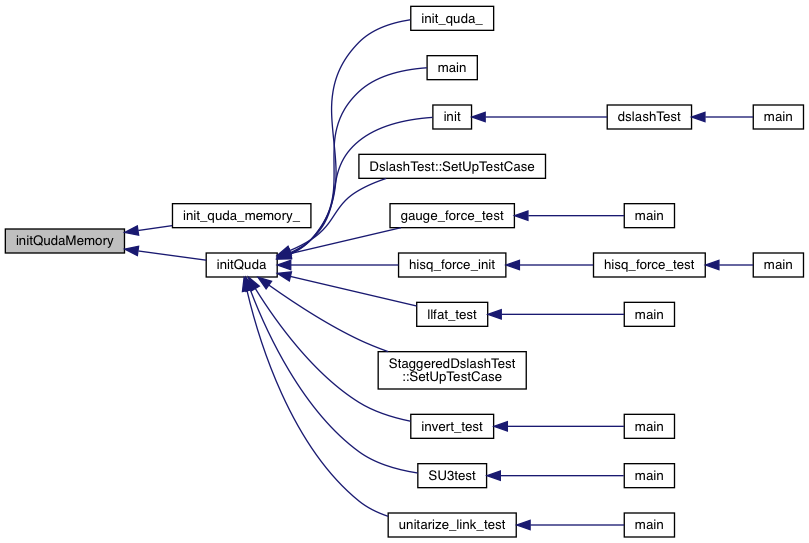 init_quda_
main
init
dslashTest
main
DslashTest::SetUpTestCase
init_quda_memory_
gauge_force_test
main
initQudaMemory
initQuda
hisq_force_init
hisq_force_test
main
llfat_test
main
StaggeredDslashTest
::SetUpTestCase
invert_test
main
SU3test
main
unitarize_link_test
main